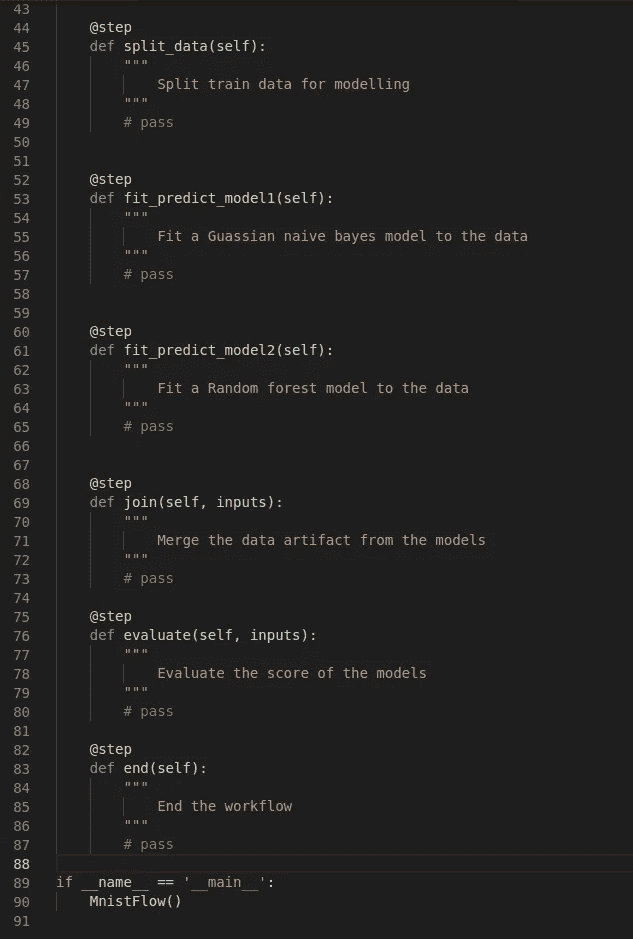 43
44     @step
45     def split_data(self):
46         """
47             Split train data for modelling
48         """
49         # pass
50
51
52     @step
53     def fit_predict_model1(self):
54         """
55             Fit a Guassian naive bayes model to the data
56         """
57         # pass
58
59
60     @step
61     def fit_predict_model2(self):
62         """
63             Fit a Random forest model to the data
64         """
65         # pass
66
67
68     @step
69     def join(self, inputs):
70         """
71             Merge the data artifact from the models
72         """
73         # pass
74
75     @step
76     def evaluate(self, inputs):
77         """
78             Evaluate the score of the models
79         """
80         # pass
81
82     @step
83     def end(self):
84         """
85             End the workflow
86         """
87         # pass
88
89 if __name__ == '__main__':
90     MnistFlow()
91